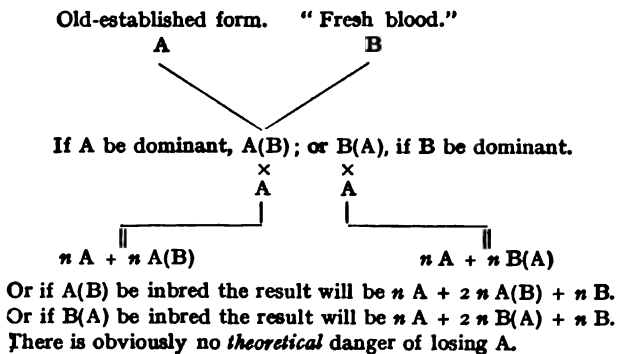 Old-established form. "Fresh blood."
A B
If A be dominant, A(B); or B(A), if B be dominant.
× ×
A A
n A + n A(B) n A + n B(A)
Or if A(B) be inbred the result will be n A + 2 n A(B) + n B.
Or if B(A) be inbred the result will be n A + 2 n B(A) + n B.
There is obviously no theoretical danger of losing A.